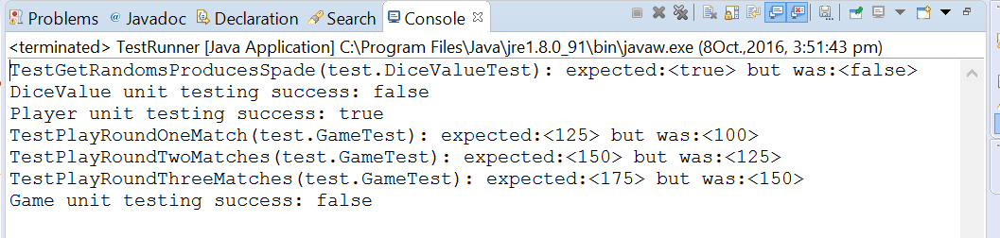 Problems @ Javadoc Declaration Search Console
<terminated> TestRunner [Java Application] C:\Program Files\Java\jre1.8.0_91\bin\javaw.exe (8Oct.,2016, 3:51:43 pm)
TestGetRandomsProducesSpade(test.DiceValueTest): expected:<true> but was:<false>
DiceValue unit testing success: false
Player unit testing success: true
TestPlayRoundOneMatch(test.GameTest): expected:<125> but was:<100>
TestPlayRoundTwoMatches(test.GameTest): expected:<150> but was:<125>
TestPlayRoundThreeMatches(test.GameTest): expected:<175> but was:<150>
Game unit testing success: false